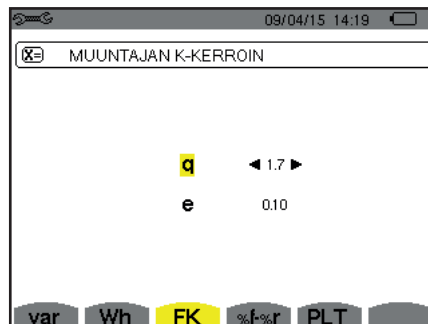 09/04/15 14:19
X= MUUNTAJAN K-KERROIN
q ◄ 1.7 ►
e 0.10
var Wh FK %f-%r PLT